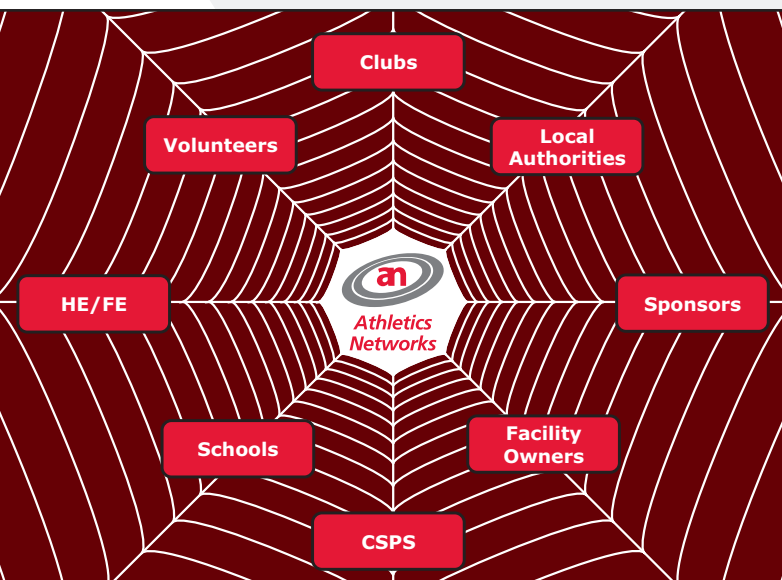 Clubs
Volunteers
Local
Authorities
HE/FE
an
Athletics
Networks
Sponsors
Schools
Facility
Owners
CSPS